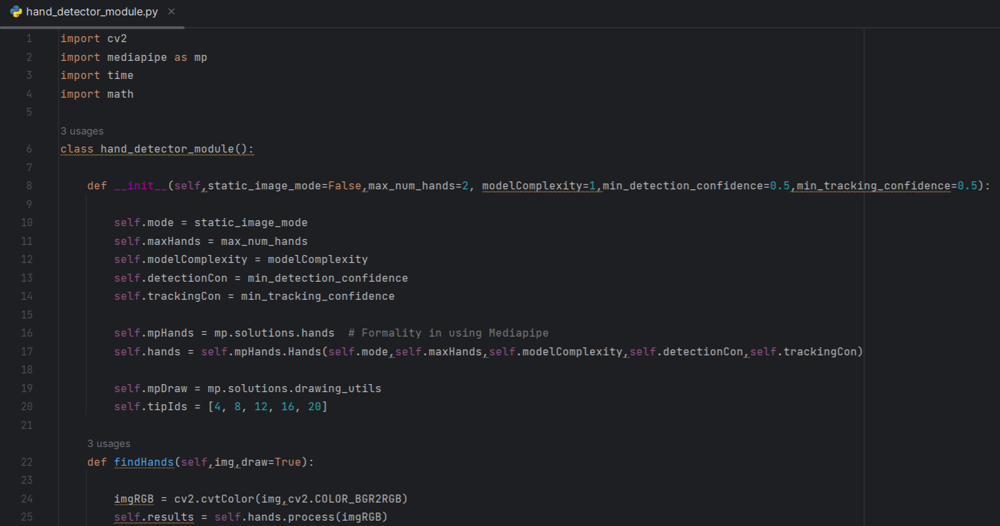 hand_detector_module.py
1 import cv2
2 import mediapipe as mp
3 import time
4 import math
5
3 usages
6 class hand_detector_module():
7
8 def __init__(self,static_image_mode=False,max_num_hands=2, modelComplexity=1,min_detection_confidence=0.5,min_tracking_confidence=0.5):
9
10 self.mode = static_image_mode
11 self.maxHands = max_num_hands
12 self.modelComplexity = modelComplexity
13 self.detectionCon = min_detection_confidence
14 self.trackingCon = min_tracking_confidence
15
16 self.mpHands = mp.solutions.hands  # Formality in using Mediapipe
17 self.hands = self.mpHands.Hands(self.mode,self.maxHands,self.modelComplexity,self.detectionCon,self.trackingCon)
18
19 self.mpDraw = mp.solutions.drawing_utils
20 self.tipIds = [4, 8, 12, 16, 20]
21
3 usages
22 def findHands(self,img,draw=True):
23
24 imgRGB = cv2.cvtColor(img,cv2.COLOR_BGR2RGB)
25 self.results = self.hands.process(imgRGB)